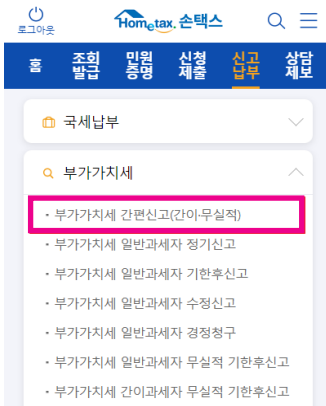 로그아웃
Hometax. 손택스
홈 조회발급 민원증명 신청제출 신고납부 상담제보
국세납부
부가가치세
· 부가가치세 간편신고(간이·무실적)
· 부가가치세 일반과세자 정기신고
· 부가가치세 일반과세자 기한후신고
· 부가가치세 일반과세자 수정신고
· 부가가치세 일반과세자 경정청구
· 부가가치세 일반과세자 무실적 기한후신고
· 부가가치세 간이과세자 무실적 기한후신고